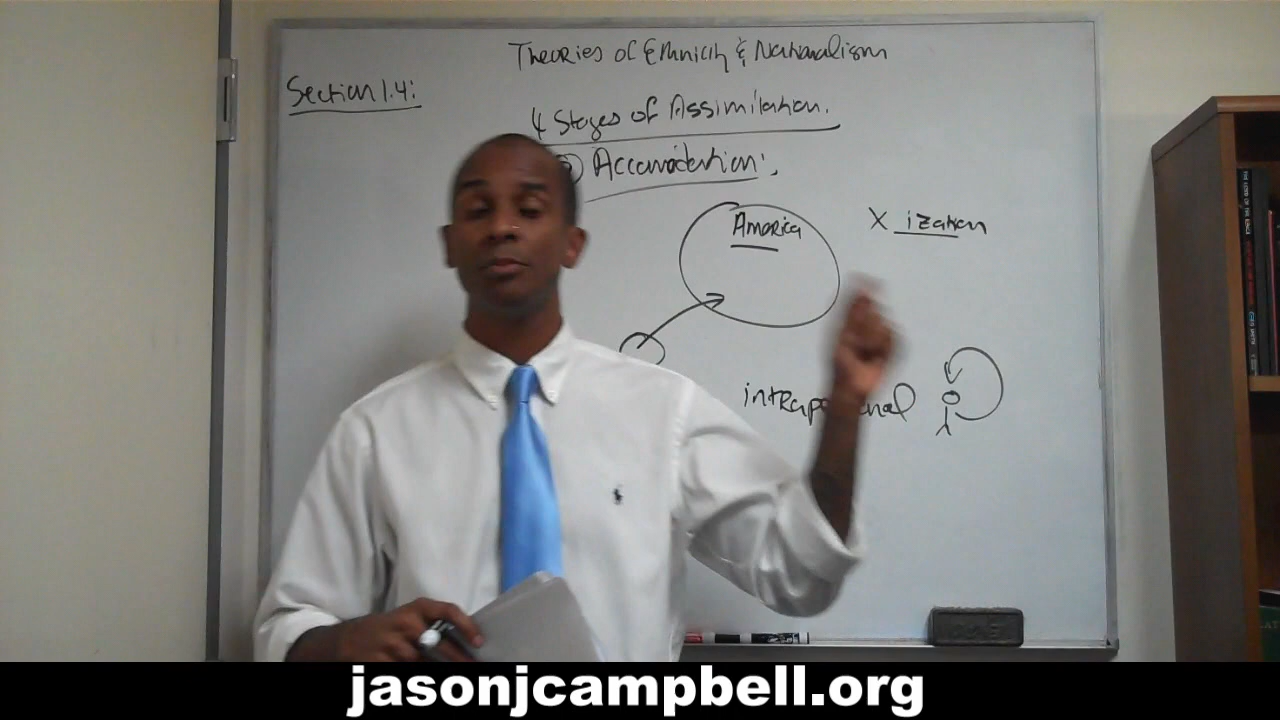 Theories of Ethnicity & Nationalism
Section 1.4:
4 Stages of Assimilation.
Accomodation:
America
X ization
jasonjcampbell.org